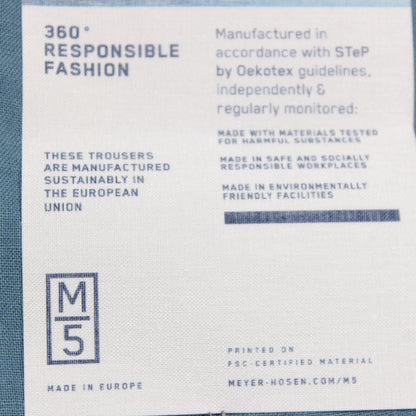 360°
RESPONSIBLE
FASHION
Manufactured in
accordance with STeP
by Oekotex guidelines,
independently &
regularly monitored:
MADE WITH MATERIALS TESTED
FOR HARMFUL SUBSTANCES
MADE IN SAFE AND SOCIALLY
RESPONSIBLE WORKPLACES
MADE IN ENVIRONMENTALLY
FRIENDLY FACILITIES
THESE TROUSERS
ARE MANUFACTURED
SUSTAINABLY IN
THE EUROPEAN
UNION
M
5
MADE IN EUROPE
PRINTED ON
FSC-CERTIFIED MATERIAL
MEYER-HOSEN.COM/M5